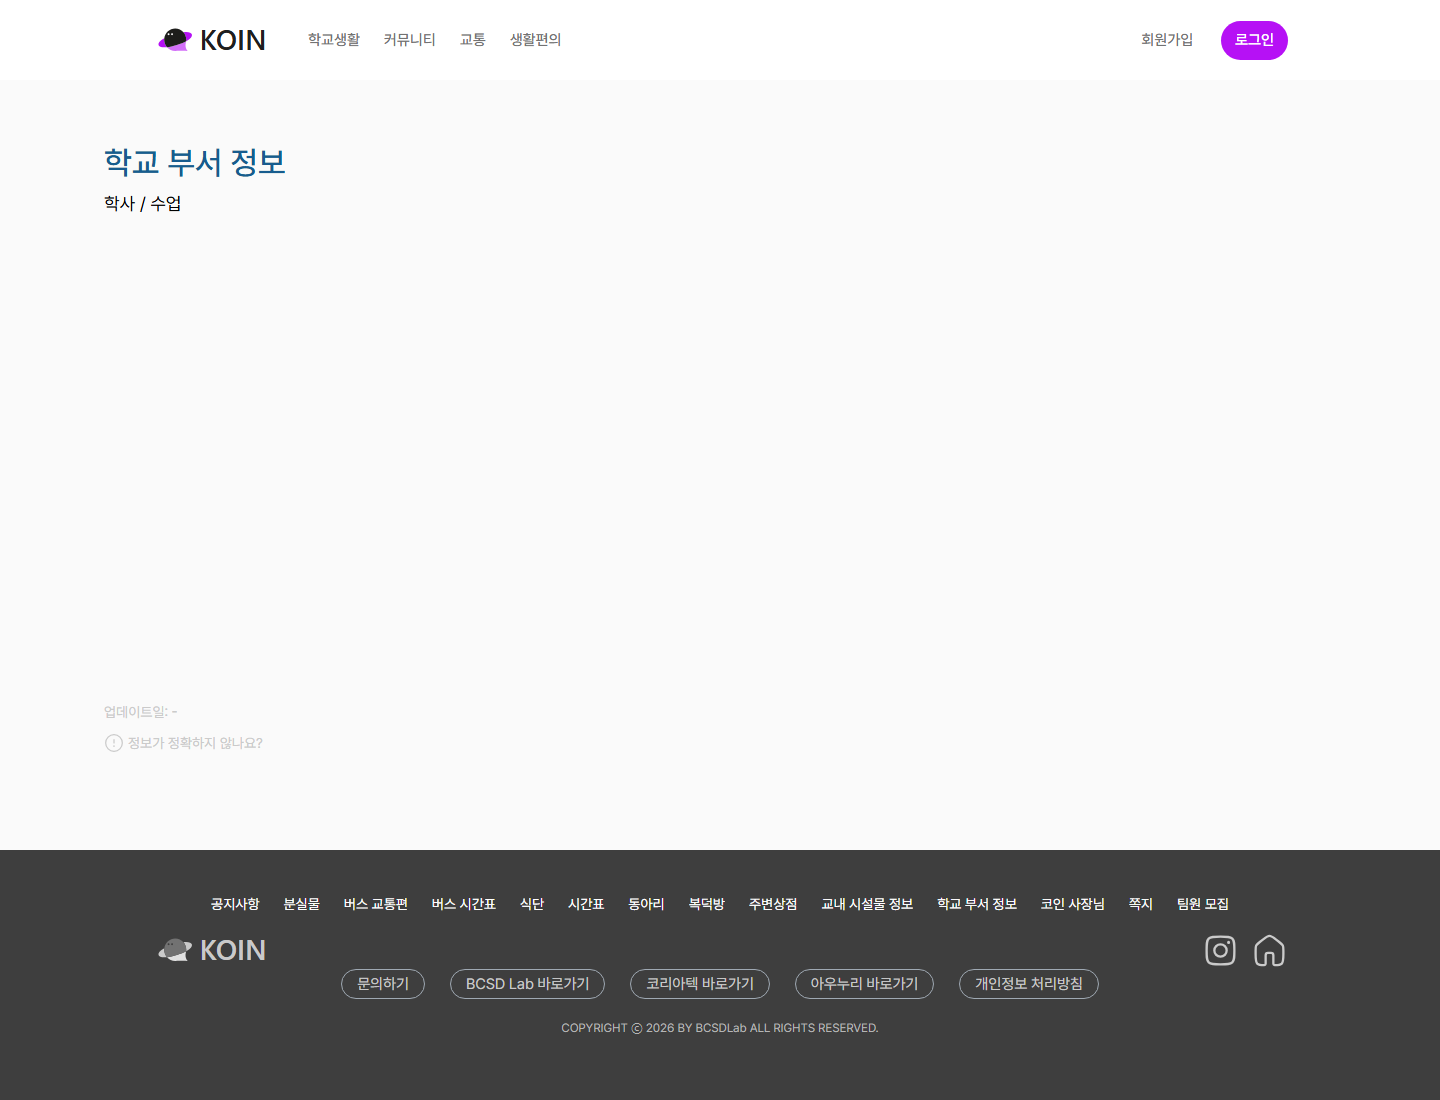 KOIN 학교생활 커뮤니티 교통 생활편의 회원가입 로그인
학교 부서 정보
학사 / 수업
업데이트일: -
정보가 정확하지 않나요?
공지사항 분실물 버스 교통편 버스 시간표 식단 시간표 동아리 복덕방 주변상점 교내 시설물 정보 학교 부서 정보 코인 사장님 쪽지 팀원 모집
KOIN
문의하기 BCSD Lab 바로가기 코리아텍 바로가기 아우누리 바로가기 개인정보 처리방침
COPYRIGHT ⓒ 2026 BY BCSDLab ALL RIGHTS RESERVED.